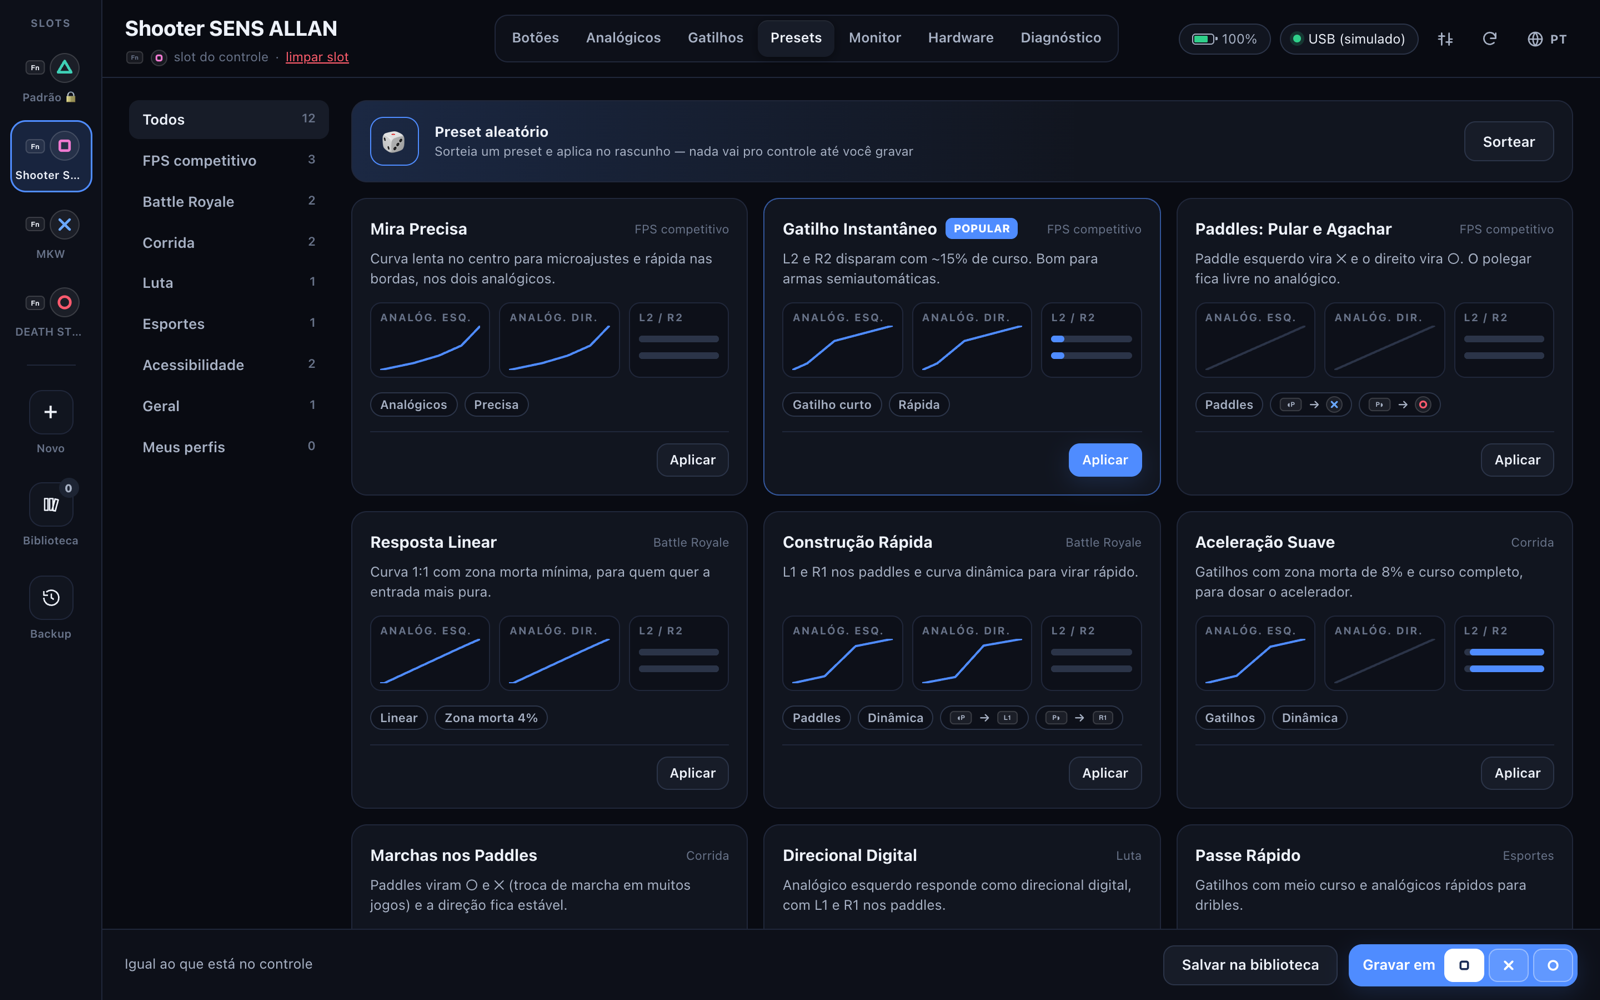 SLOTS
Fn
Padrão
Fn
Shooter S...
Fn
MKW
Fn
DEATH ST...
Novo
0
Biblioteca
Backup
Shooter SENS ALLAN
Fn slot do controle · limpar slot
Botões Analógicos Gatilhos Presets Monitor Hardware Diagnóstico
100% USB (simulado) PT
Todos 12
FPS competitivo 3
Battle Royale 2
Corrida 2
Luta 1
Esportes 1
Acessibilidade 2
Geral 1
Meus perfis 0
Preset aleatório
Sorteia um preset e aplica no rascunho — nada vai pro controle até você gravar
Sortear
Mira Precisa FPS competitivo
Curva lenta no centro para microajustes e rápida nas
bordas, nos dois analógicos.
ANALÓG. ESQ. ANALÓG. DIR. L2 / R2
Analógicos Precisa
Aplicar
Gatilho Instantâneo POPULAR FPS competitivo
L2 e R2 disparam com ~15% de curso. Bom para
armas semiautomáticas.
ANALÓG. ESQ. ANALÓG. DIR. L2 / R2
Gatilho curto Rápida
Aplicar
Paddles: Pular e Agachar FPS competitivo
Paddle esquerdo vira ✕ e o direito vira ○. O polegar
fica livre no analógico.
ANALÓG. ESQ. ANALÓG. DIR. L2 / R2
Paddles P → ✕ P → ○
Aplicar
Resposta Linear Battle Royale
Curva 1:1 com zona morta mínima, para quem quer a
entrada mais pura.
ANALÓG. ESQ. ANALÓG. DIR. L2 / R2
Linear Zona morta 4%
Aplicar
Construção Rápida Battle Royale
L1 e R1 nos paddles e curva dinâmica para virar rápido.
ANALÓG. ESQ. ANALÓG. DIR. L2 / R2
Paddles Dinâmica P → L1 P → R1
Aplicar
Aceleração Suave Corrida
Gatilhos com zona morta de 8% e curso completo,
para dosar o acelerador.
ANALÓG. ESQ. ANALÓG. DIR. L2 / R2
Gatilhos Dinâmica
Aplicar
Marchas nos Paddles Corrida
Paddles viram ○ e ✕ (troca de marcha em muitos
jogos) e a direção fica estável.
Direcional Digital Luta
Analógico esquerdo responde como direcional digital,
com L1 e R1 nos paddles.
Passe Rápido Esportes
Gatilhos com meio curso e analógicos rápidos para
dribles.
Igual ao que está no controle
Salvar na biblioteca
Gravar em